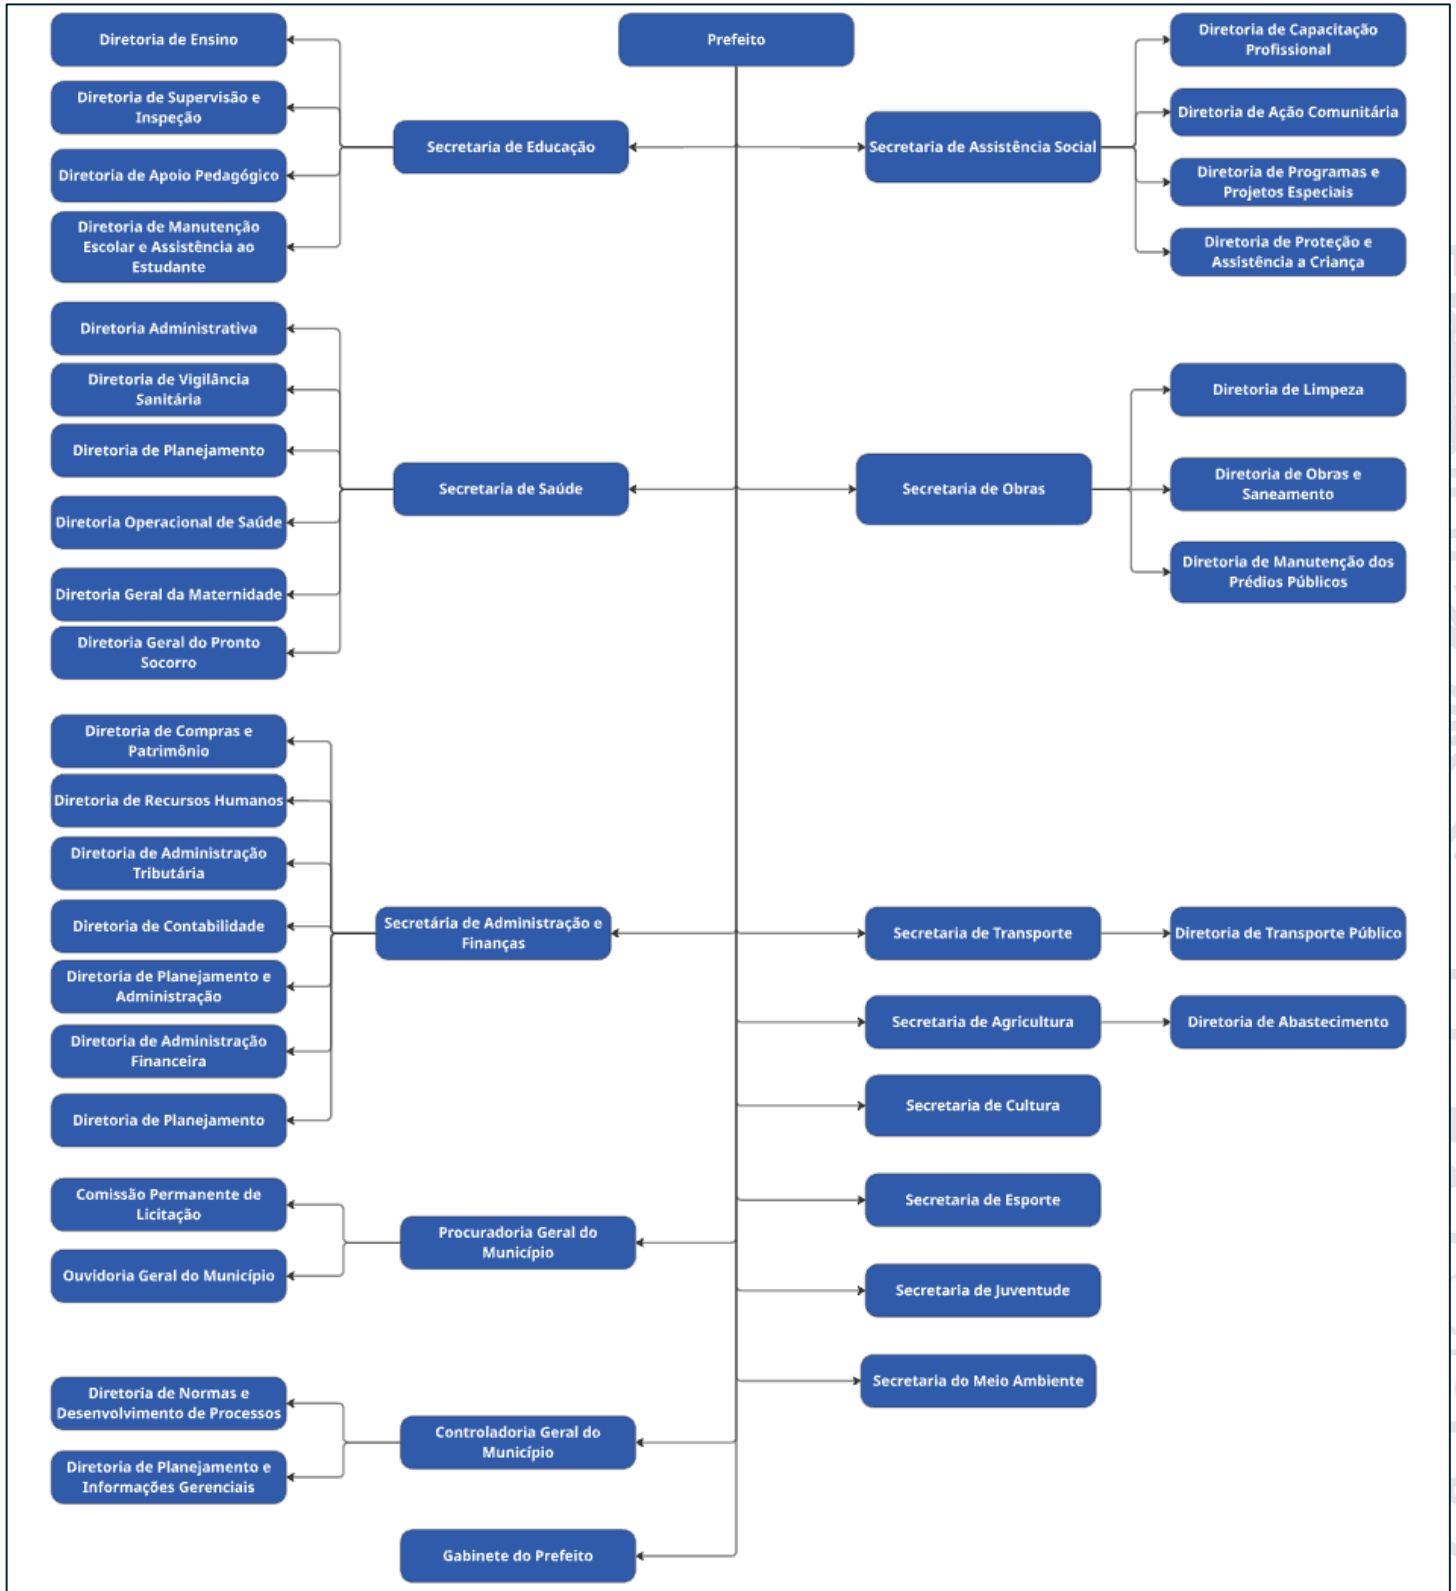 Prefeito
Diretoria de Ensino
Diretoria de Supervisão e
Inspeção
Diretoria de Apoio Pedagógico
Diretoria de Manutenção
Escolar e Assistência ao
Estudante
Secretaria de Educação
Secretaria de Assistência Social
Diretoria de Capacitação
Profissional
Diretoria de Ação Comunitária
Diretoria de Programas e
Projetos Especiais
Diretoria de Proteção e
Assistência a Criança
Diretoria Administrativa
Diretoria de Vigilância
Sanitária
Diretoria de Planejamento
Diretoria Operacional de Saúde
Diretoria Geral da Maternidade
Diretoria Geral do Pronto
Socorro
Secretaria de Saúde
Secretaria de Obras
Diretoria de Limpeza
Diretoria de Obras e
Saneamento
Diretoria de Manutenção dos
Prédios Públicos
Diretoria de Compras e
Patrimônio
Diretoria de Recursos Humanos
Diretoria de Administração
Tributária
Diretoria de Contabilidade
Diretoria de Planejamento e
Administração
Diretoria de Administração
Financeira
Diretoria de Planejamento
Secretária de Administração e
Finanças
Secretaria de Transporte
Diretoria de Transporte Público
Secretaria de Agricultura
Diretoria de Abastecimento
Secretaria de Cultura
Secretaria de Esporte
Secretaria de Juventude
Secretaria do Meio Ambiente
Comissão Permanente de
Licitação
Ouvidoria Geral do Município
Procuradoria Geral do
Município
Diretoria de Normas e
Desenvolvimento de Processos
Diretoria de Planejamento e
Informações Gerenciais
Controladoria Geral do
Município
Gabinete do Prefeito